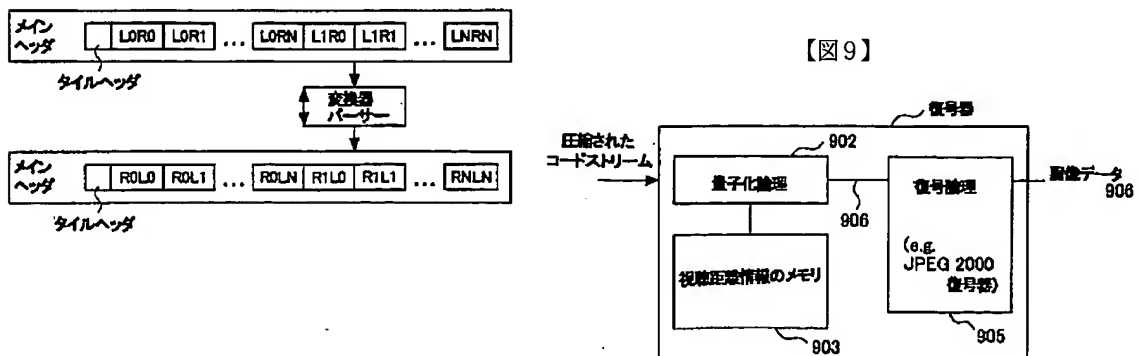 メイン
ヘッダ
L0R0 L0R1 ... L0RN L1R0 L1R1 ... LNRN
タイルヘッダ
変換器
パーサー
メイン
ヘッダ
R0L0 R0L1 ... R0LN R1L0 R1L1 ... RNLN
タイルヘッダ
【図9】
復号器
圧縮された
コードストリーム
902
量子化論理
906
復号論理
(e.g.
JPEG 2000
復号器)
画像データ
906
視聴距離情報のメモリ
903
905